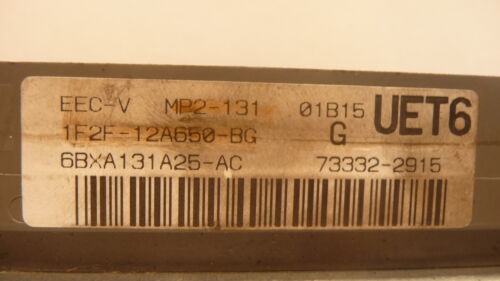 EEC-V MP2-131 01B15 UET6
1F2F-12A650-BG G
6BXA131A25-AC 73332-2915